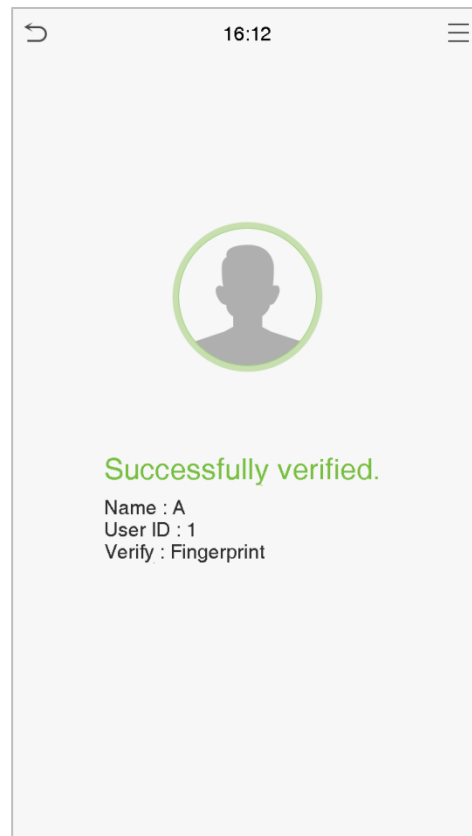 16:12
Successfully verified.
Name : A
User ID : 1
Verify : Fingerprint